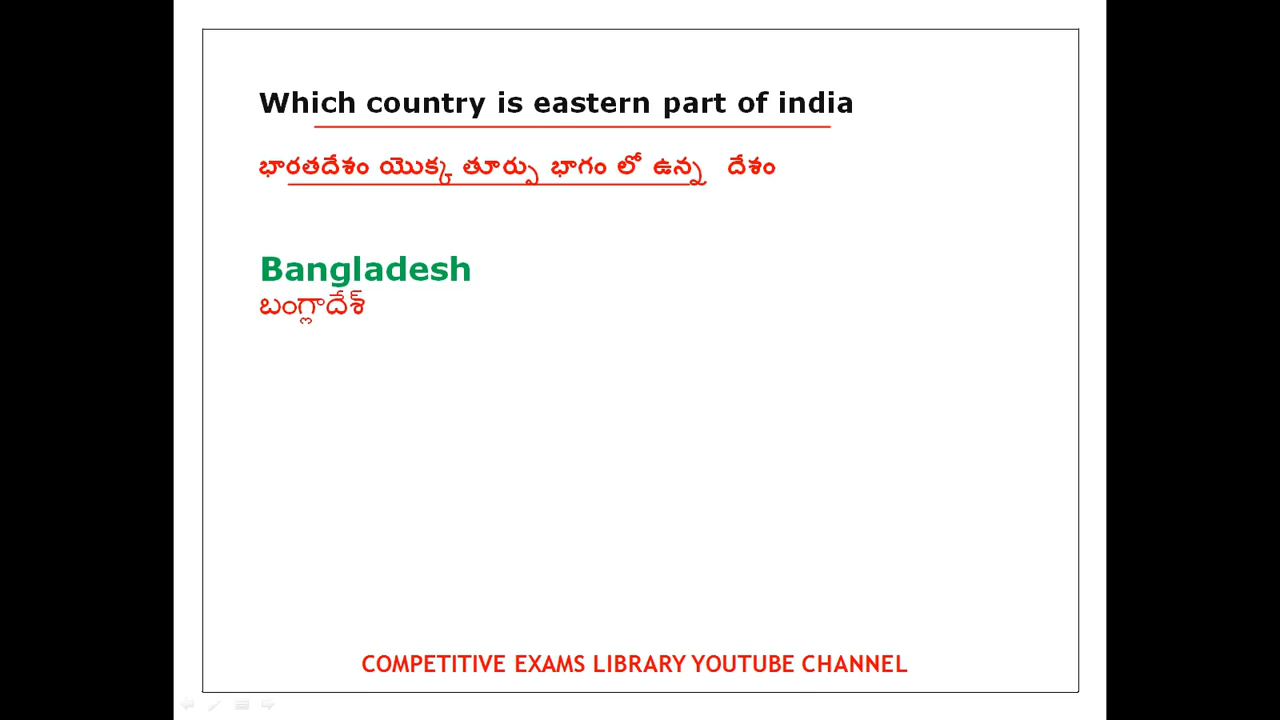 Which country is eastern part of india
భారతదేశం యొక్క తూర్పు భాగం లో ఉన్న దేశం
Bangladesh
బంగ్లాదేశ్
COMPETITIVE EXAMS LIBRARY YOUTUBE CHANNEL